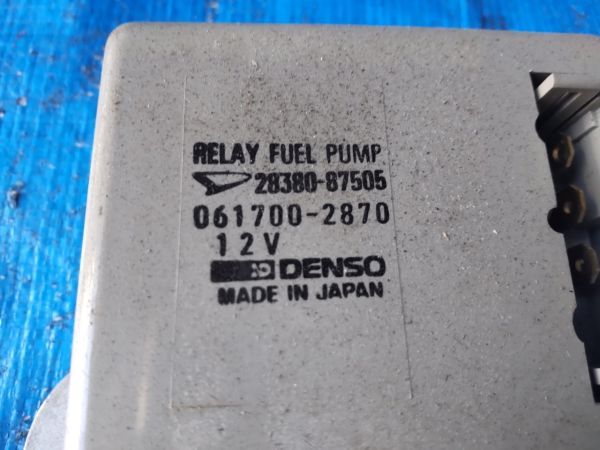 RELAY FUEL PUMP
28380-87505
061700-2870
12V
DENSO
MADE IN JAPAN